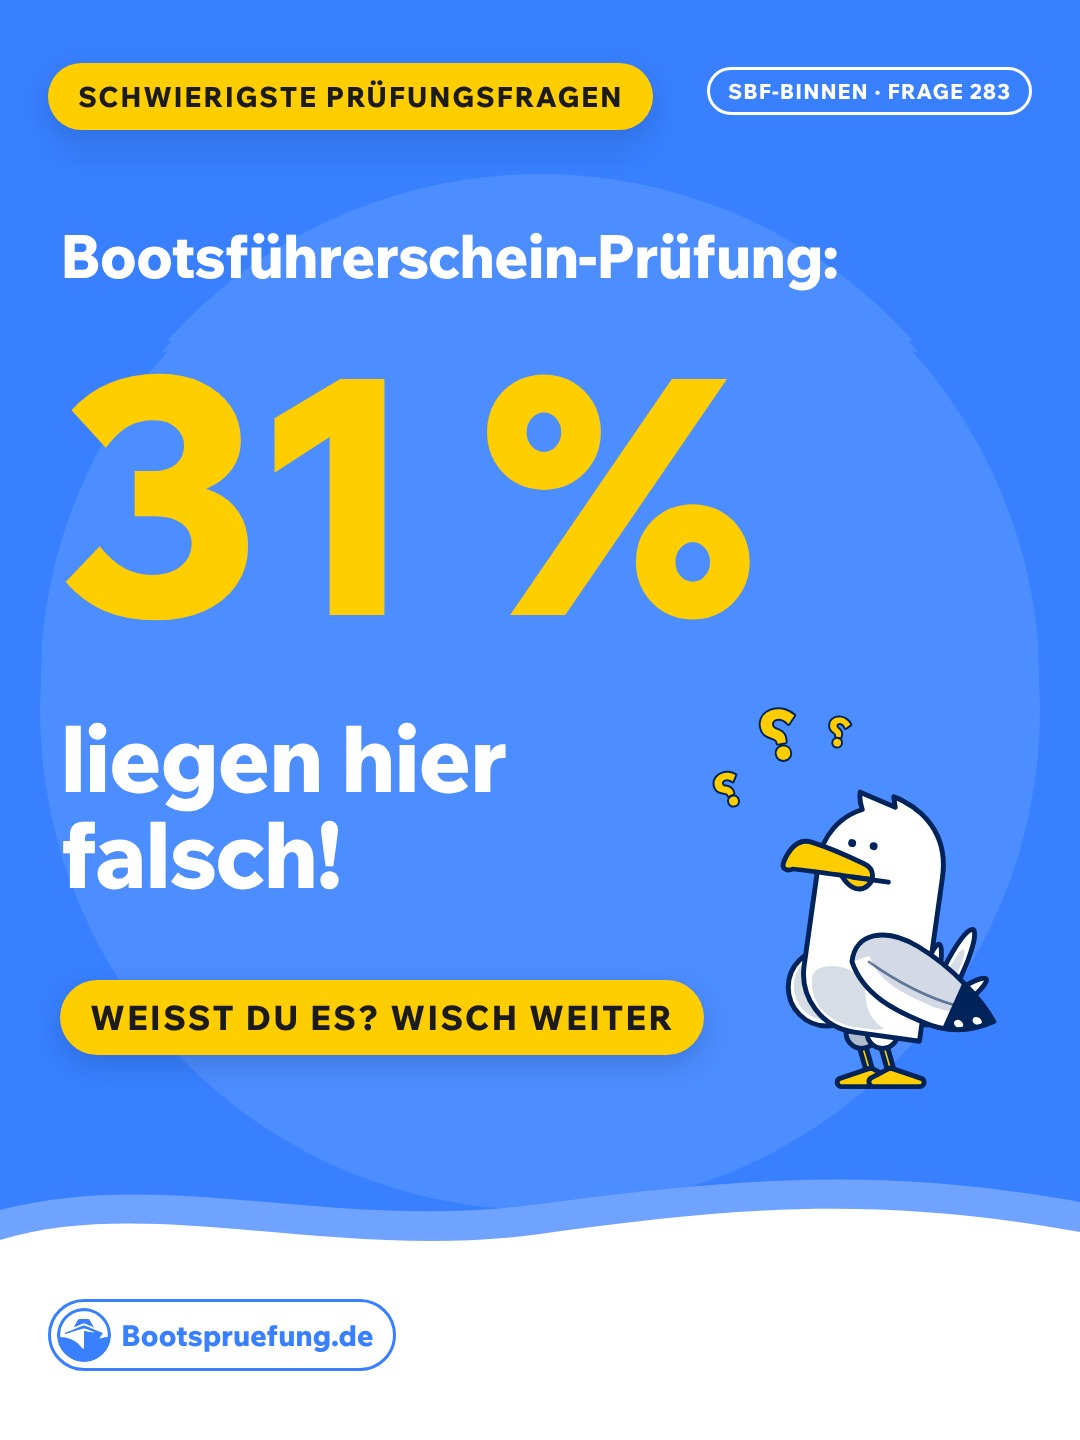 SCHWIERIGSTE PRÜFUNGSFRAGEN
SBF-BINNEN · FRAGE 283
Bootsführerschein-Prüfung:
31 %
liegen hier
falsch!
? ? ?
WEISST DU ES? WISCH WEITER
Bootspruefung.de